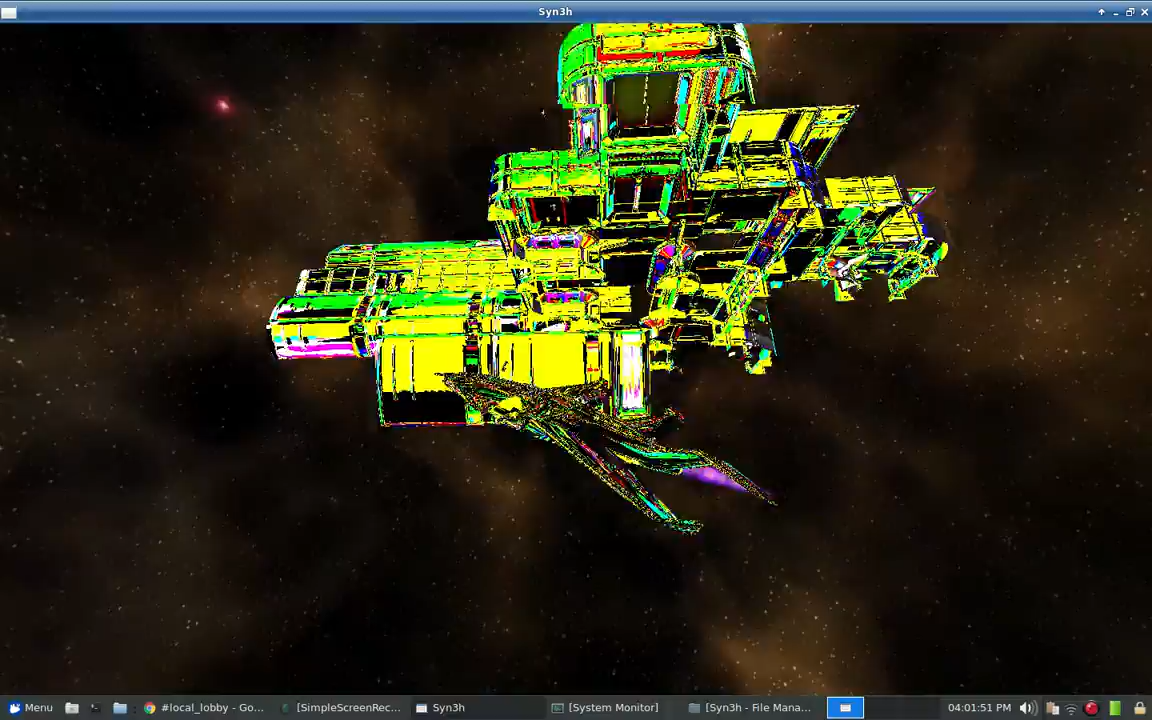 Syn3h
Menu
#local_lobby - Go...
[SimpleScreenRec...
Syn3h
[System Monitor]
[Syn3h - File Mana...
04:01:51 PM